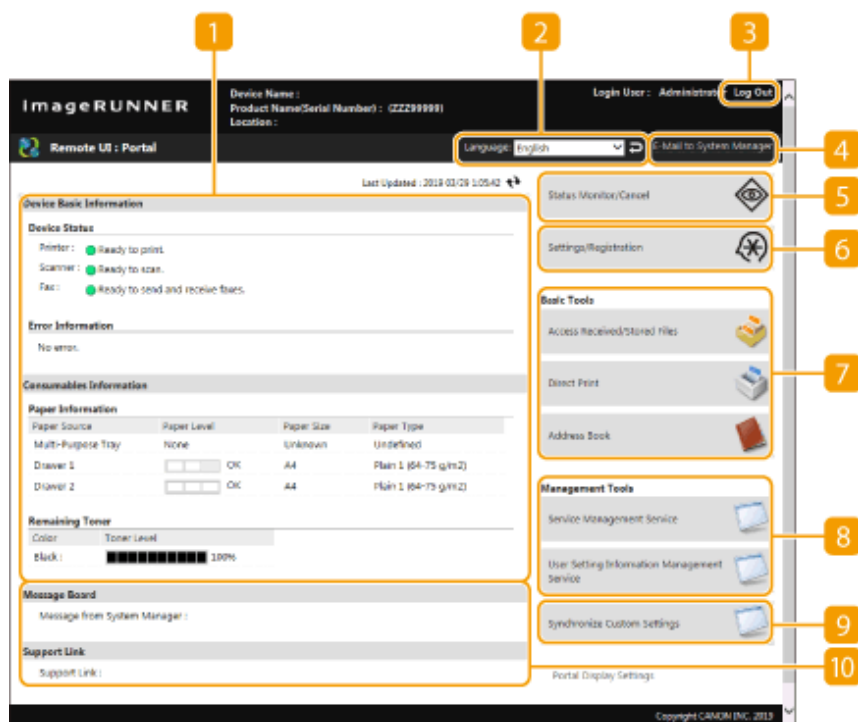 1
2
3
imageRUNNER
Device Name :
Product Name(Serial Number) : (ZZZ99999)
Location :
Login User : Administrator Log Out
Remote UI : Portal
Language: English
E-Mail to System Manager
4
Last Updated : 2019 03/29 1:05:42
Device Basic Information
Device Status
Printer : Ready to print.
Scanner : Ready to scan.
Fax : Ready to send and receive faxes.
Error Information
No error.
Consumables Information
Paper Information
Paper Source Paper Level Paper Size Paper Type
Multi-Purpose Tray None Unknown Undefined
Drawer 1 OK A4 Plain 1 (64-75 g/m2)
Drawer 2 OK A4 Plain 1 (64-75 g/m2)
Remaining Toner
Color Toner Level
Black : 100%
Message Board
Message from System Manager :
Support Link
Support Link :
Status Monitor/Cancel
5
Settings/Registration
6
Basic Tools
Access Received/Stored Files
Direct Print
7
Address Book
Management Tools
Service Management Service
8
User Setting Information Management
Service
Synchronize Custom Settings
9
10
Portal Display Settings
Copyright CANON INC. 2019